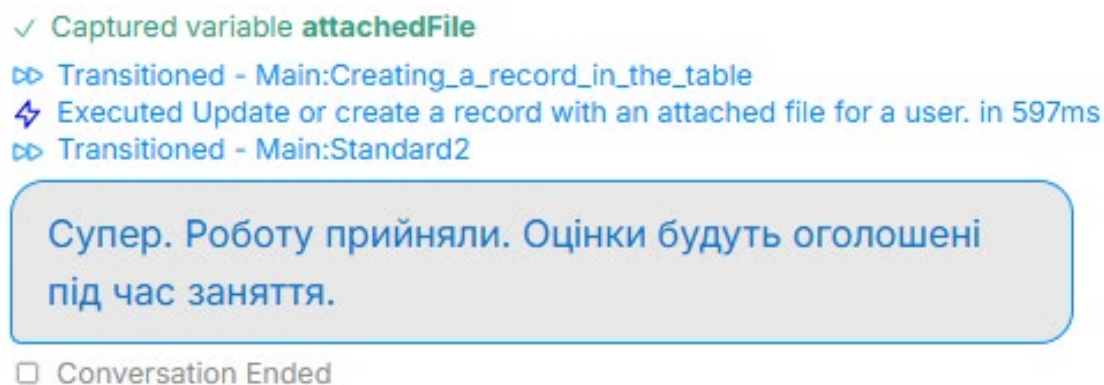 Captured variable attachedFile
Transitioned - Main:Creating_a_record_in_the_table
Executed Update or create a record with an attached file for a user. in 597ms
Transitioned - Main:Standard2
Супер. Роботу прийняли. Оцінки будуть оголошені
під час заняття.
Conversation Ended